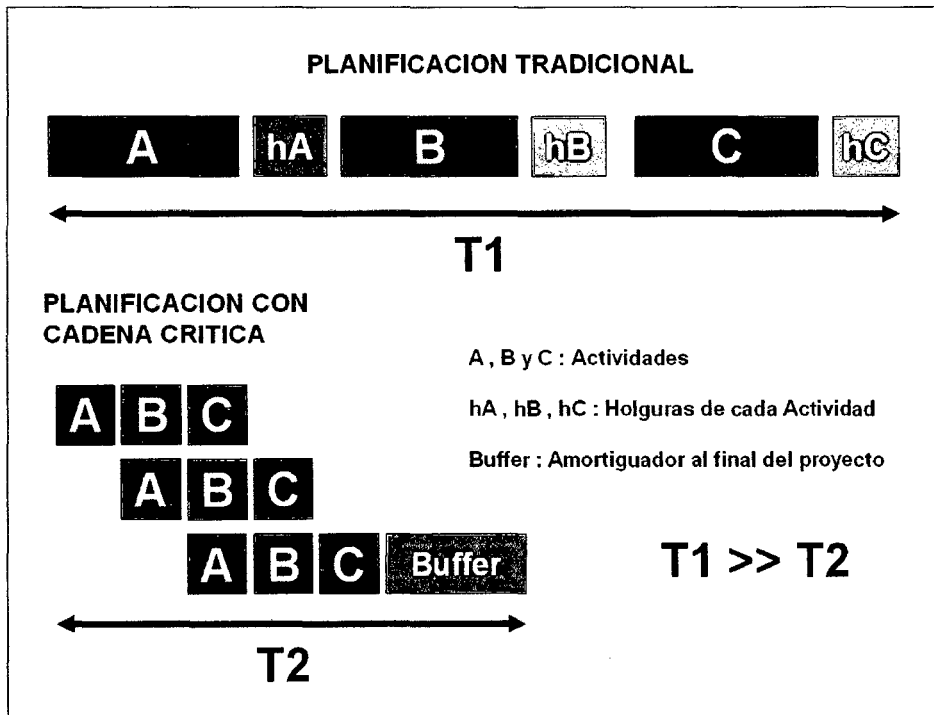 PLANIFICACION TRADICIONAL
A hA B hB C hC
T1
PLANIFICACION CON
CADENA CRITICA
A , B y C : Actividades
hA , hB , hC : Holguras de cada Actividad
Buffer : Amortiguador al final del proyecto
A B C
A B C
A B C Buffer
T1 >> T2
T2